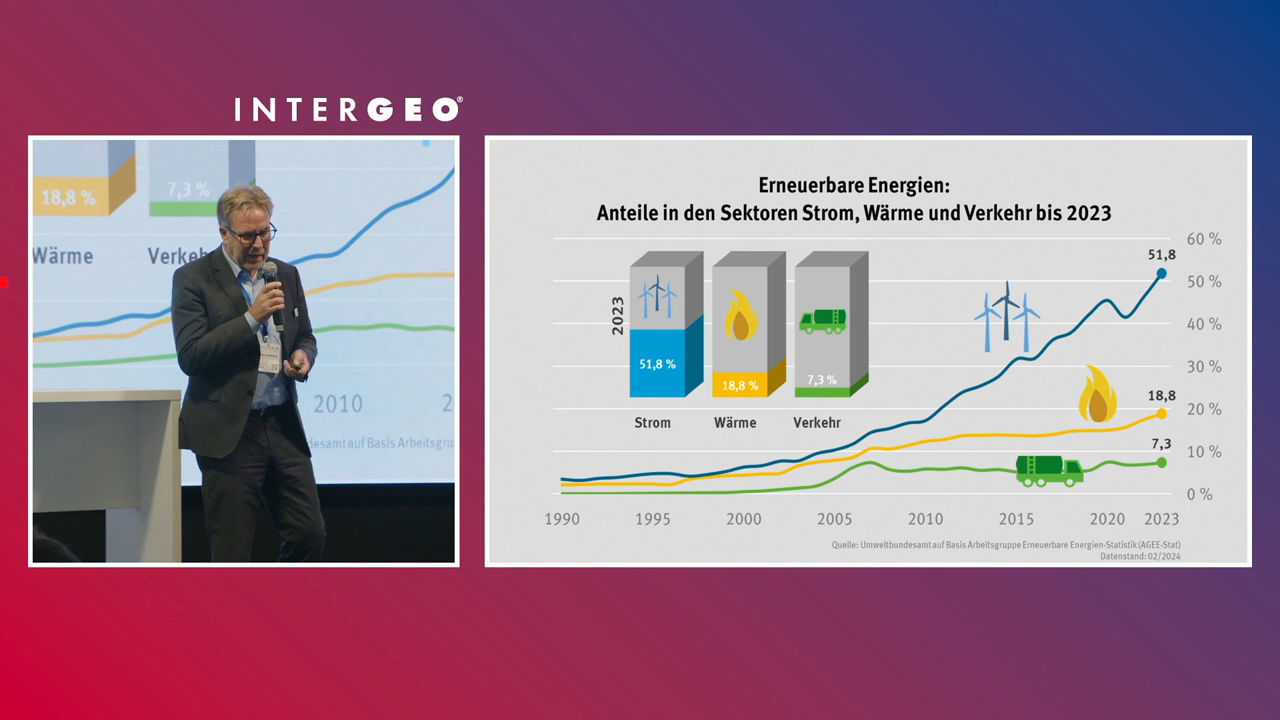 INTERGEO®
18,8 %
7,3 %
Wärme
Verkeh
2010
2
desamt auf Basis Arbeitsgru
Erneuerbare Energien:
Anteile in den Sektoren Strom, Wärme und Verkehr bis 2023
60 %
50 %
40 %
30 %
20 %
10 %
0 %
51,8
18,8
7,3
2023
51,8 %
18,8 %
7,3 %
Strom
Wärme
Verkehr
1990
1995
2000
2005
2010
2015
2020
2023
Quelle: Umweltbundesamt auf Basis Arbeitsgruppe Erneuerbare Energien-Statistik (AGEE-Stat)
Datenstand: 02/2024